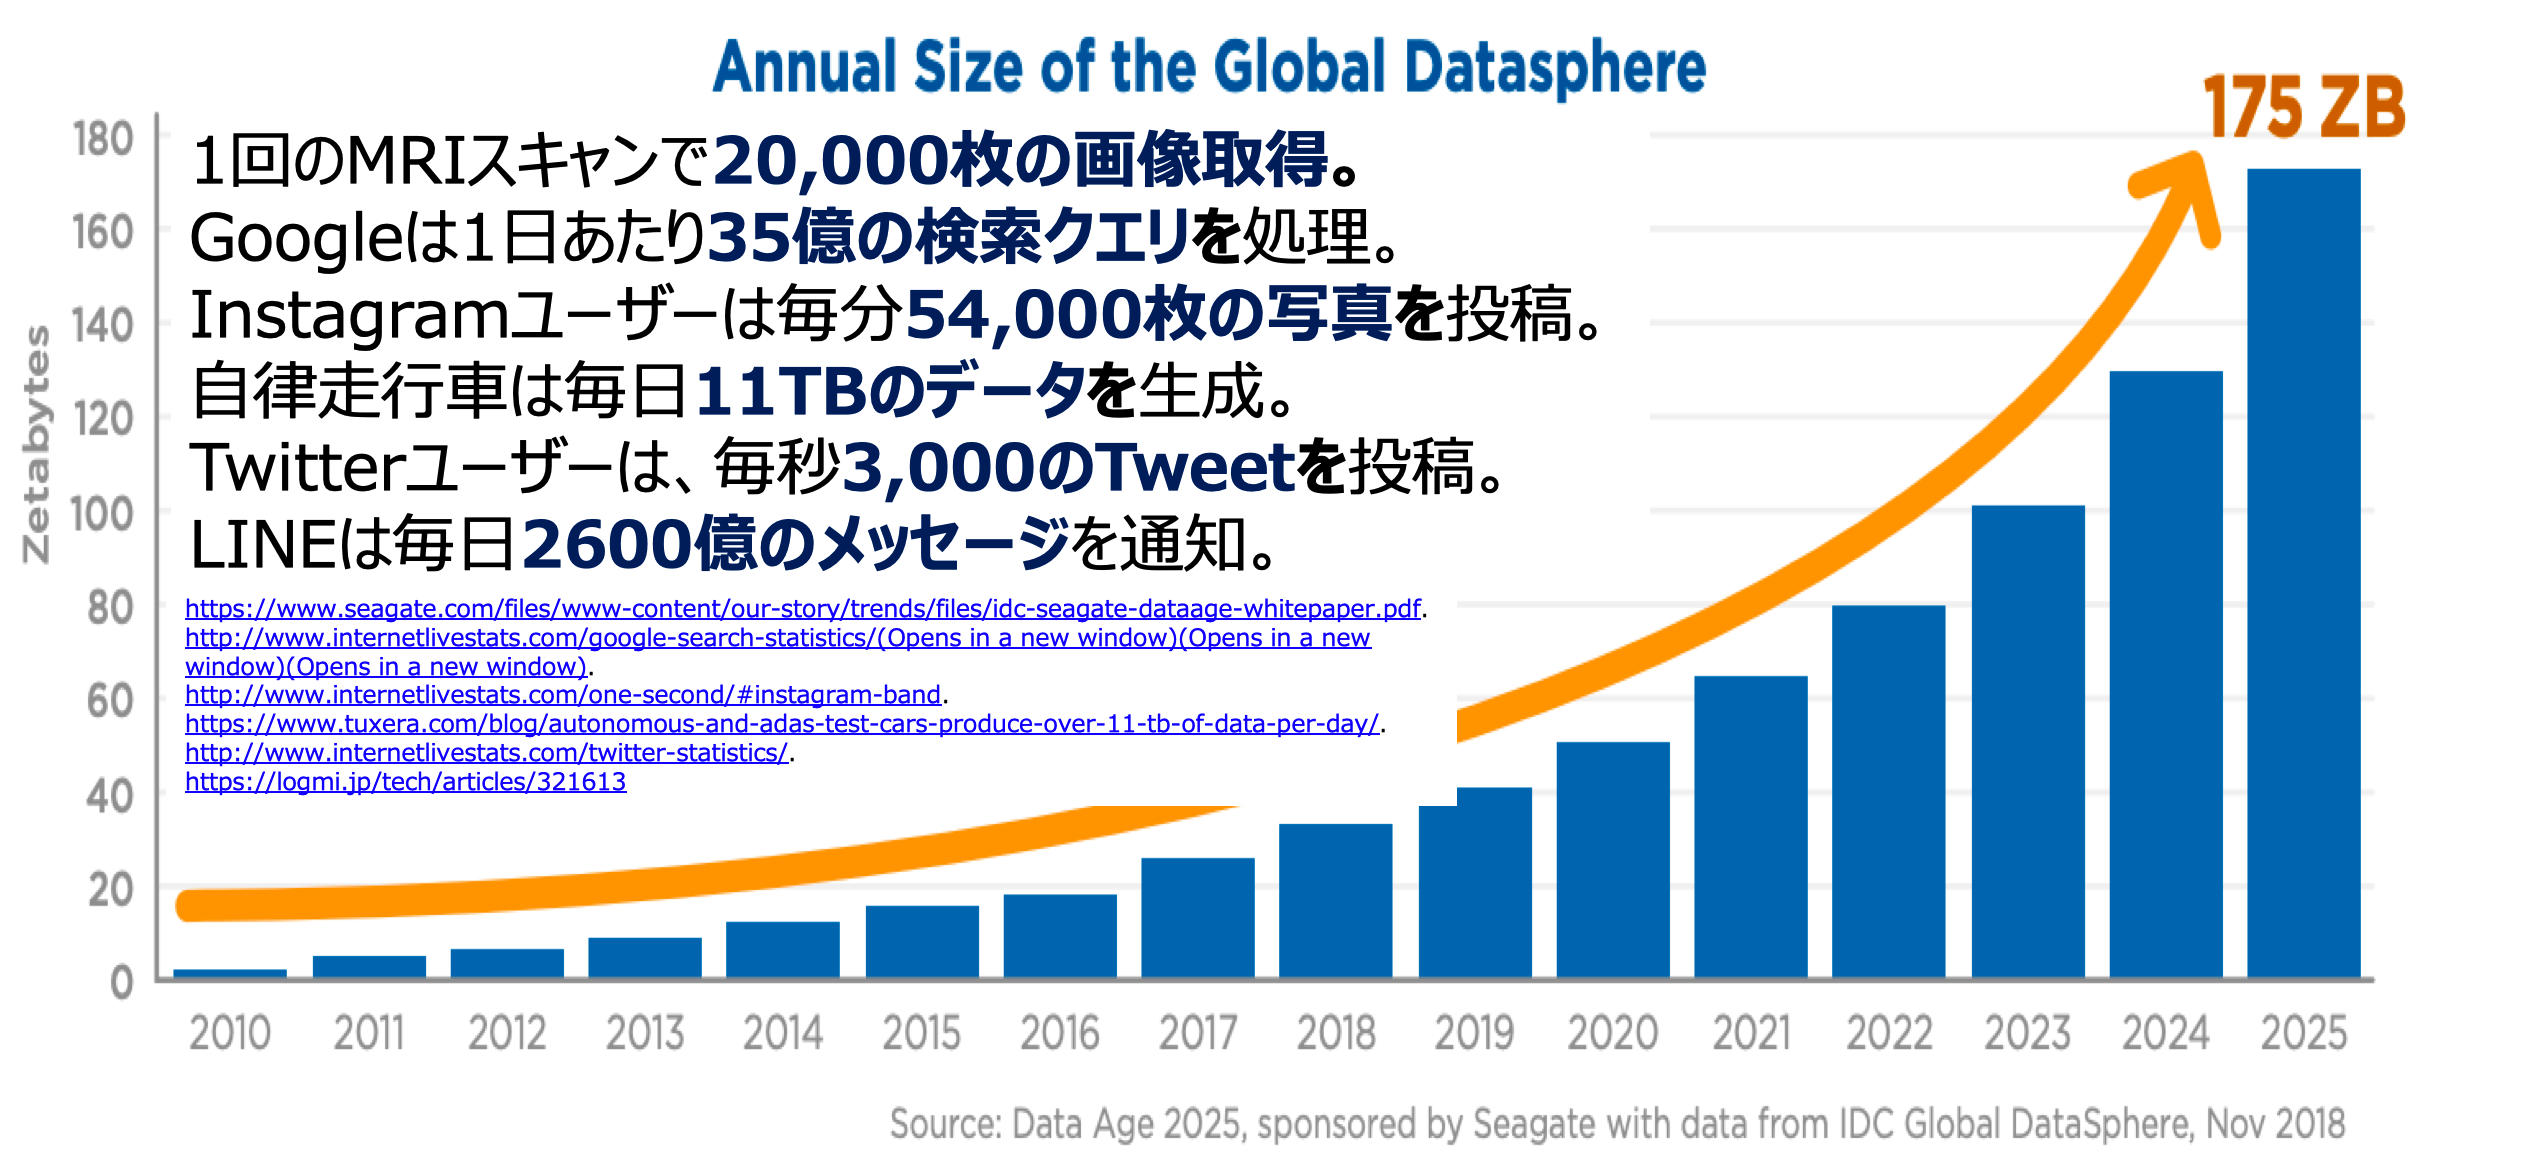 Annual Size of the Global Datasphere
175 ZB
1回のMRIスキャンで20,000枚の画像取得。
Googleは1日あたり35億の検索クエリを処理。
Instagramユーザーは毎分54,000枚の写真を投稿。
自律走行車は毎日11TBのデータを生成。
Twitterユーザーは、毎秒3,000のTweetを投稿。
LINEは毎日2600億のメッセージを通知。
https://www.seagate.com/files/www-content/our-story/trends/files/idc-seagate-dataage-whitepaper.pdf.
http://www.internetlivestats.com/google-search-statistics/(Opens in a new window)(Opens in a new
window)(Opens in a new window).
http://www.internetlivestats.com/one-second/#instagram-band.
https://www.tuxera.com/blog/autonomous-and-adas-test-cars-produce-over-11-tb-of-data-per-day/.
http://www.internetlivestats.com/twitter-statistics/.
https://logmi.jp/tech/articles/321613
Zetabytes
180
160
140
120
100
80
60
40
20
0
2010 2011 2012 2013 2014 2015 2016 2017 2018 2019 2020 2021 2022 2023 2024 2025
Source: Data Age 2025, sponsored by Seagate with data from IDC Global DataSphere, Nov 2018